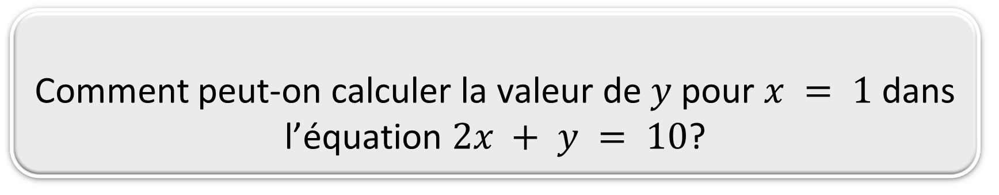 Comment peut-on calculer la valeur de y pour x = 1 dans
l’équation 2x + y = 10?